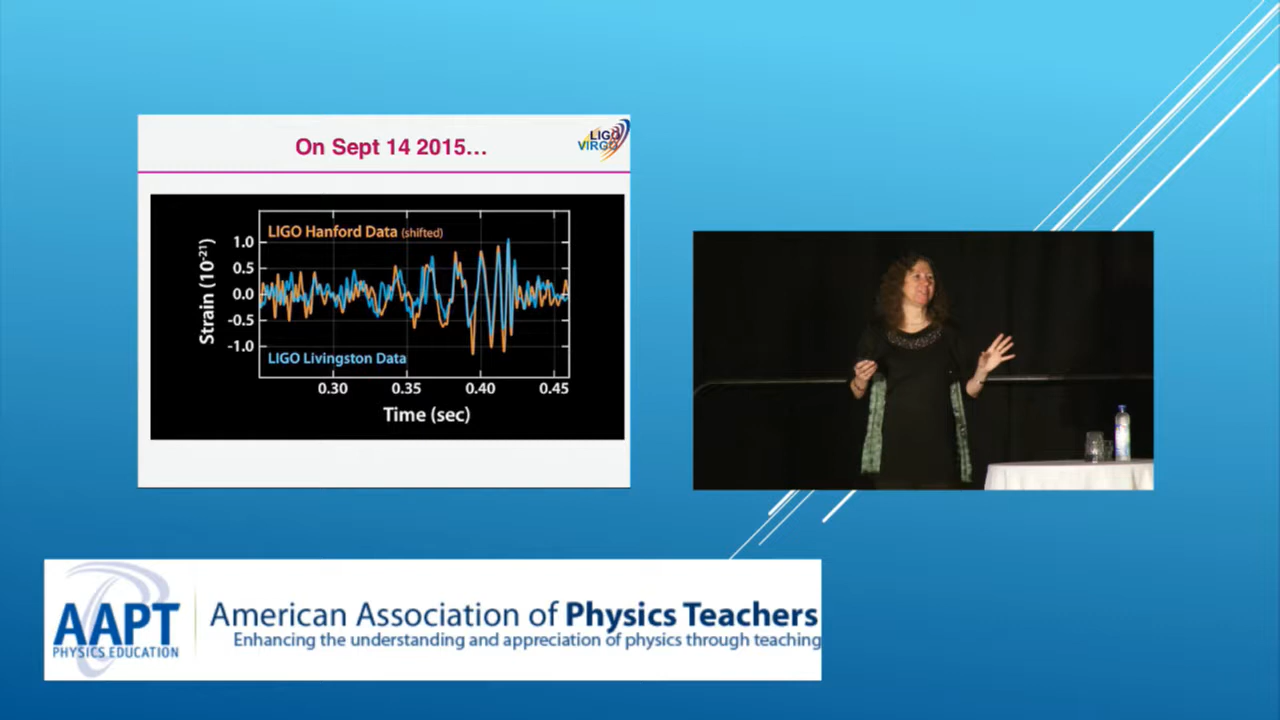 On Sept 14 2015...
LIGO
VIRGO
LIGO Hanford Data (shifted)
1.0
0.5
0.0
-0.5
-1.0
Strain (10⁻²¹)
LIGO Livingston Data
0.30 0.35 0.40 0.45
Time (sec)
AAPT
PHYSICS EDUCATION
American Association of Physics Teachers
Enhancing the understanding and appreciation of physics through teaching